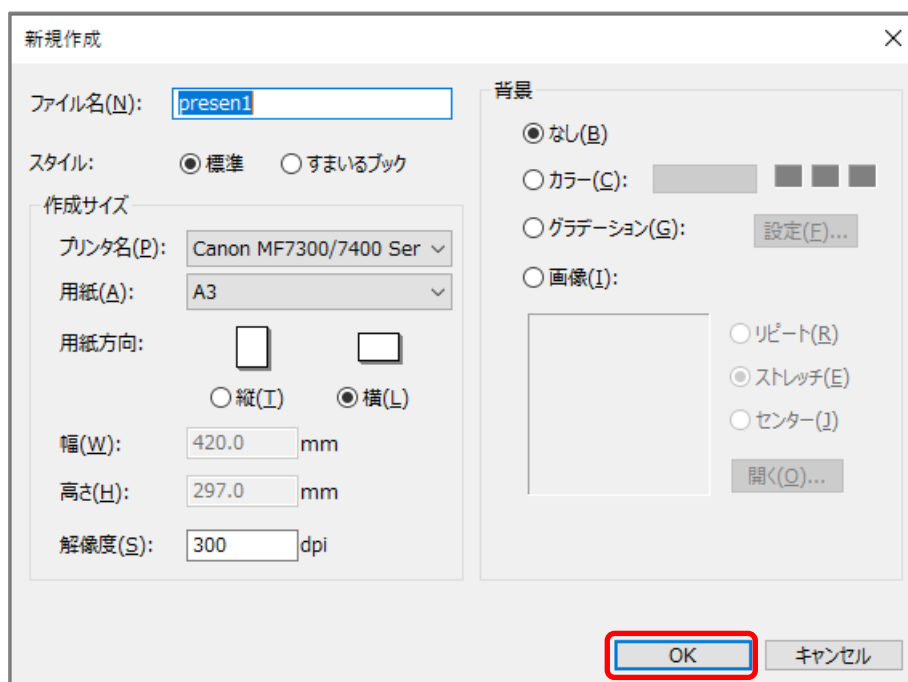 新規作成
ファイル名(N): presen1
スタイル: 標準 すまいるブック
作成サイズ
プリンタ名(P): Canon MF7300/7400 Ser
用紙(A): A3
用紙方向:
縦(T) 横(L)
幅(W): 420.0 mm
高さ(H): 297.0 mm
解像度(S): 300 dpi
背景
なし(B)
カラー(C):
グラデーション(G): 設定(F)...
画像(I):
リピート(R)
ストレッチ(E)
センター(J)
開く(O)...
OK キャンセル